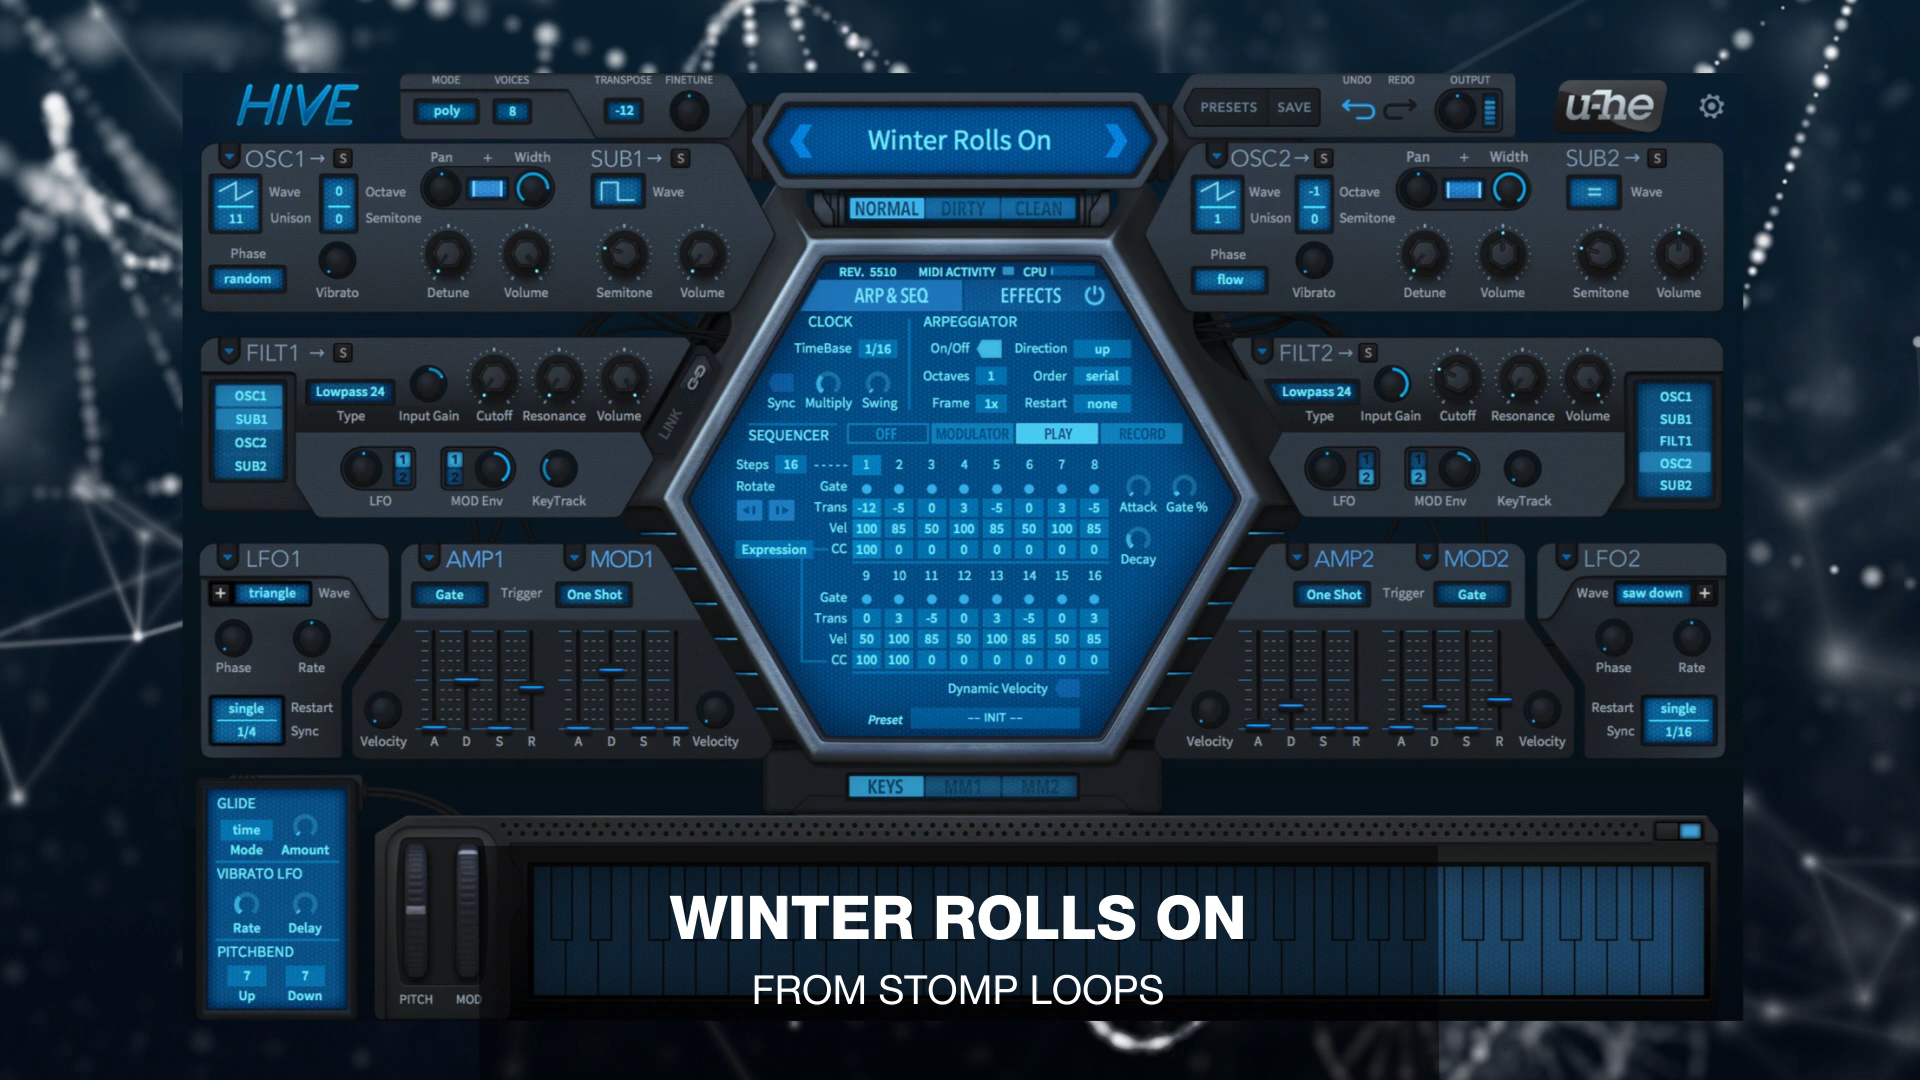 HIVE
MODE VOICES TRANSPOSE FINETUNE
poly 8 -12
Winter Rolls On
PRESETS SAVE
UNDO REDO OUTPUT
u-he
NORMAL DIRTY CLEAN
OSC1→ S
Pan + Width
SUB1→ S
Wave 0 Octave
11 Unison 0 Semitone
Wave
Phase
random
Vibrato Detune Volume Semitone Volume
OSC2→ S
Pan + Width
SUB2→ S
Wave -1 Octave
1 Unison 0 Semitone
= Wave
Phase
flow
Vibrato Detune Volume Semitone Volume
FILT1 → S
OSC1
SUB1
OSC2
SUB2
Lowpass 24
Type Input Gain Cutoff Resonance Volume
LINK
1 2 1 2
LFO MOD Env KeyTrack
REV. 5510 MIDI ACTIVITY CPU
ARP & SEQ EFFECTS
CLOCK ARPEGGIATOR
TimeBase 1/16 On/Off Direction up
Octaves 1 Order serial
Sync Multiply Swing Frame 1x Restart none
SEQUENCER OFF MODULATOR PLAY RECORD
Steps 16 ----- 1 2 3 4 5 6 7 8
Rotate Gate
Trans -12 -5 0 3 -5 0 3 -5 Attack Gate %
Vel 100 85 50 100 85 50 100 85
Expression CC 100 0 0 0 0 0 0 0
Decay
9 10 11 12 13 14 15 16
Gate
Trans 0 3 -5 0 3 -5 0 3
Vel 50 100 85 50 100 85 50 85
CC 100 100 0 0 0 0 0 0
Dynamic Velocity
Preset -- INIT --
FILT2 → S
Lowpass 24
Type Input Gain Cutoff Resonance Volume
OSC1
SUB1
FILT1
OSC2
SUB2
1 2 1 2
LFO MOD Env KeyTrack
LFO1
+ triangle Wave
Phase Rate
single Restart
1/4 Sync
AMP1 MOD1
Gate Trigger One Shot
Velocity A D S R A D S R Velocity
AMP2 MOD2
One Shot Trigger Gate
Velocity A D S R A D S R Velocity
LFO2
Wave saw down +
Phase Rate
Restart single
Sync 1/16
KEYS MM1 MM2
GLIDE
time
Mode Amount
VIBRATO LFO
Rate Delay
PITCHBEND
7 7
Up Down
PITCH MOD
WINTER ROLLS ON
FROM STOMP LOOPS